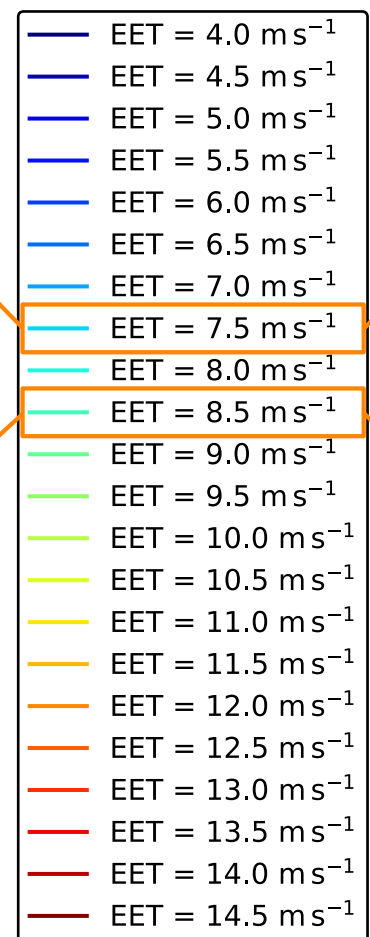 EET = 4.0 m s⁻¹
EET = 4.5 m s⁻¹
EET = 5.0 m s⁻¹
EET = 5.5 m s⁻¹
EET = 6.0 m s⁻¹
EET = 6.5 m s⁻¹
EET = 7.0 m s⁻¹
EET = 7.5 m s⁻¹
EET = 8.0 m s⁻¹
EET = 8.5 m s⁻¹
EET = 9.0 m s⁻¹
EET = 9.5 m s⁻¹
EET = 10.0 m s⁻¹
EET = 10.5 m s⁻¹
EET = 11.0 m s⁻¹
EET = 11.5 m s⁻¹
EET = 12.0 m s⁻¹
EET = 12.5 m s⁻¹
EET = 13.0 m s⁻¹
EET = 13.5 m s⁻¹
EET = 14.0 m s⁻¹
EET = 14.5 m s⁻¹